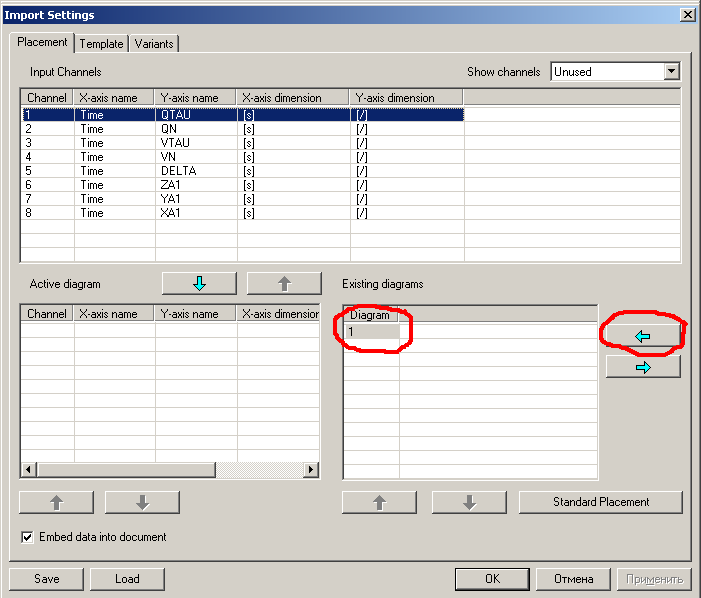 Import Settings
Placement Template Variants
Input Channels Show channels Unused
Channel X-axis name Y-axis name X-axis dimension Y-axis dimension
1 Time QTAU [s] [/]
2 Time QN [s] [/]
3 Time VTAU [s] [/]
4 Time VN [s] [/]
5 Time DELTA [s] [/]
6 Time ZA1 [s] [/]
7 Time YA1 [s] [/]
8 Time XA1 [s] [/]
Active diagram Existing diagrams
Channel X-axis name Y-axis name X-axis dimension Diagram
1
Standard Placement
Embed data into document
Save Load OK Отмена Применить